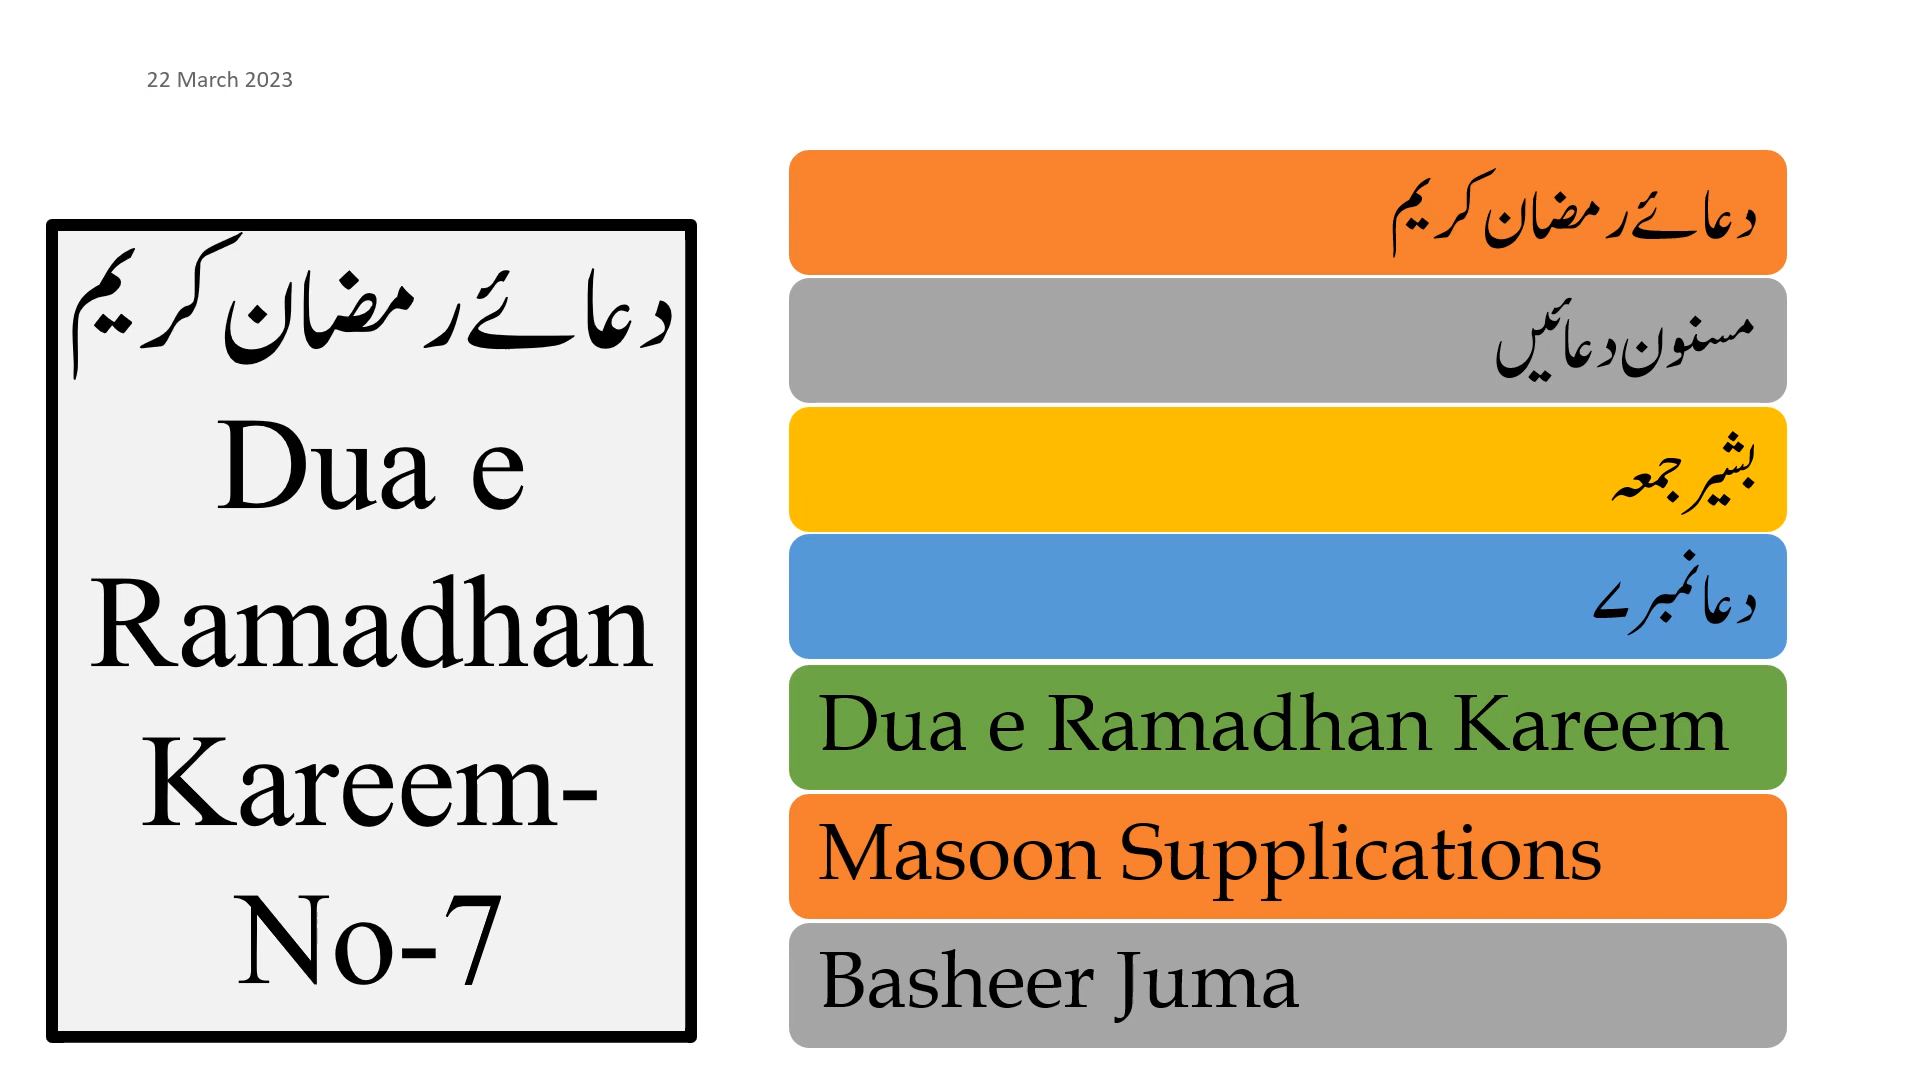 22 March 2023
دعائے رمضان کریم
Dua e
Ramadhan
Kareem-
No-7
دعائے رمضان کریم
مسنون دعائیں
بشیر جمعہ
دعا نمبر ے
Dua e Ramadhan Kareem
Masoon Supplications
Basheer Juma